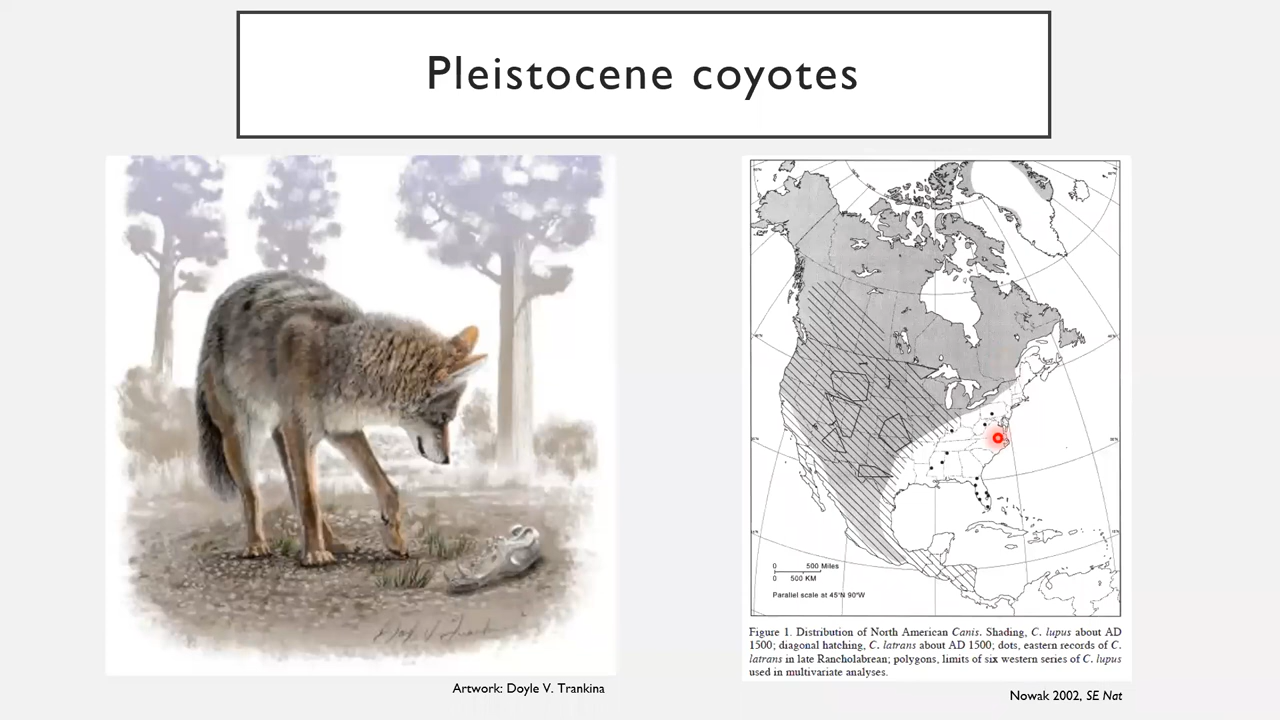 Pleistocene coyotes
Artwork: Doyle V. Trankina
0 500 Miles
0 500 KM
Parallel scale at 45°N 90°W
Figure 1. Distribution of North American Canis. Shading, C. lupus about AD
1500; diagonal hatching, C. latrans about AD 1500; dots, eastern records of C.
latrans in late Rancholabrean; polygons, limits of six western series of C. lupus
used in multivariate analyses.
Nowak 2002, SE Nat